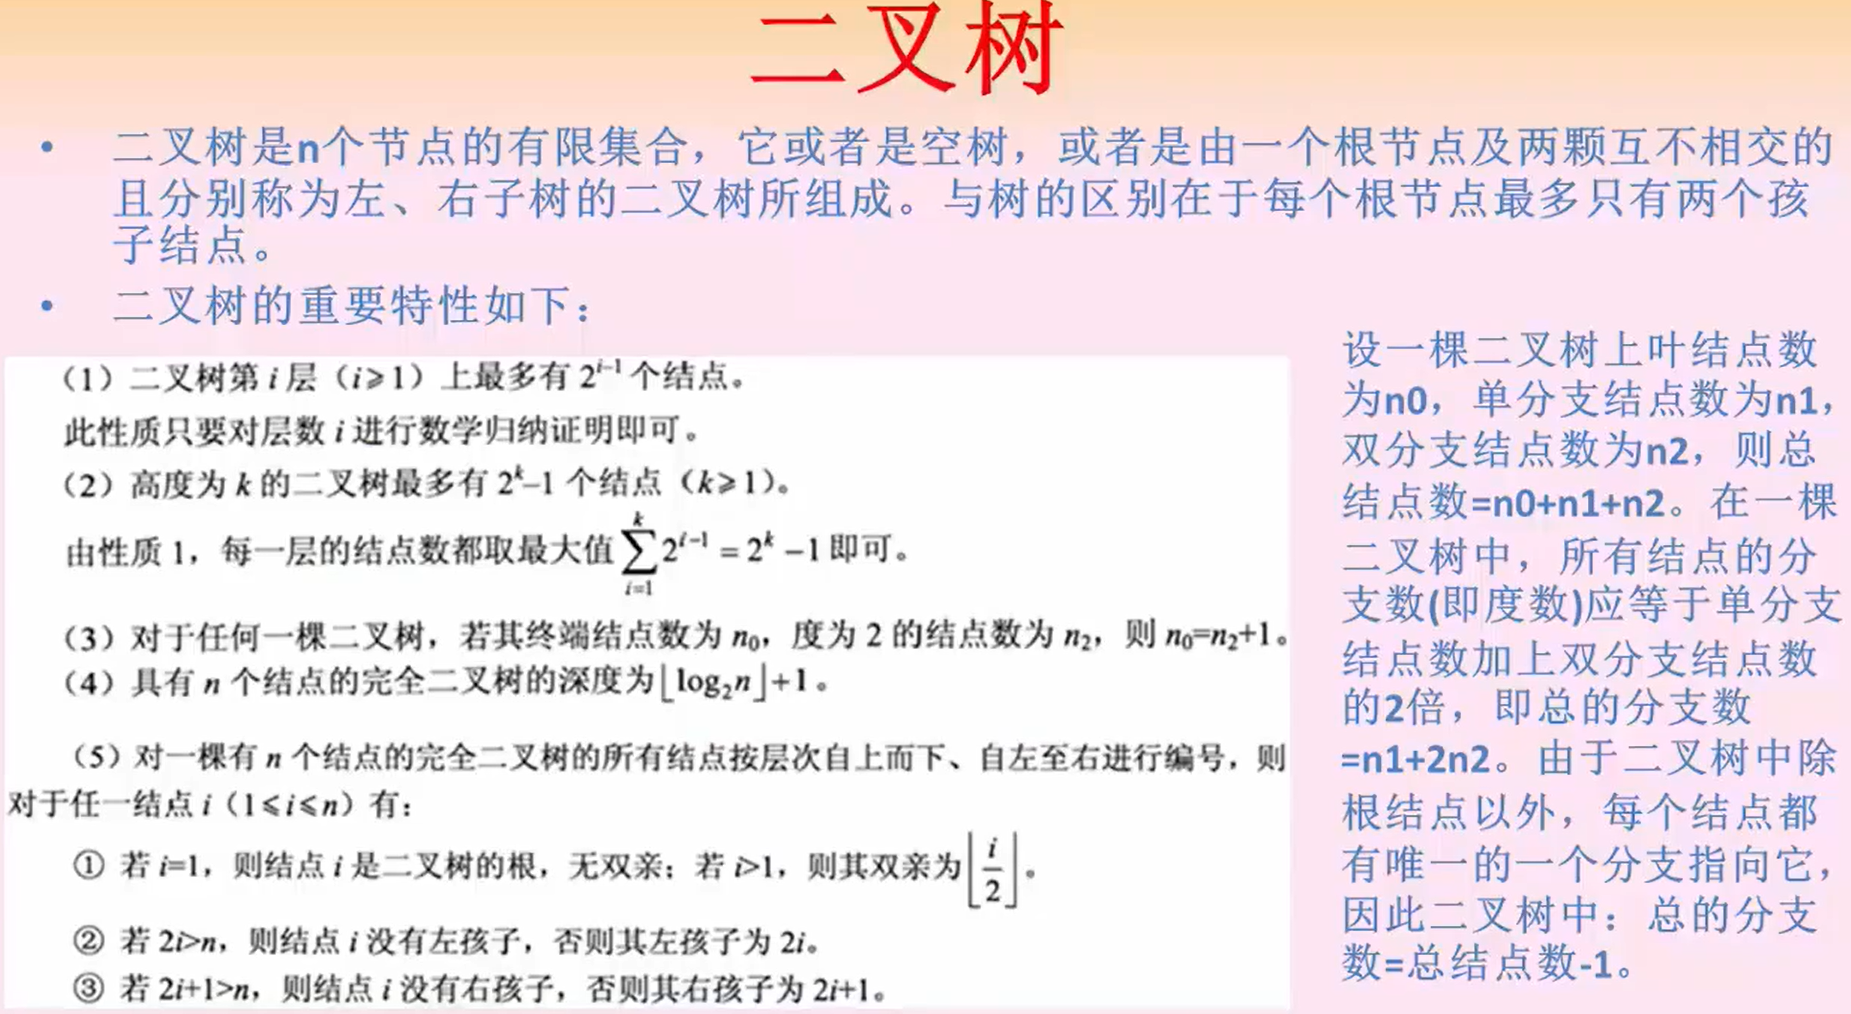 二叉树
• 二叉树是n个节点的有限集合，它或者是空树，或者是由一个根节点及两颗互不相交的
且分别称为左、右子树的二叉树所组成。与树的区别在于每个根节点最多只有两个孩
子结点。
• 二叉树的重要特性如下：
（1）二叉树第 i 层（i⩾1）上最多有 2^{i−1} 个结点。
此性质只要对层数 i 进行数学归纳证明即可。
（2）高度为 k 的二叉树最多有 2^k−1 个结点（k⩾1）。
由性质 1，每一层的结点数都取最大值 \sum_{i=1}^{k} 2^{i−1} = 2^k −1 即可。
（3）对于任何一棵二叉树，若其终端结点数为 n₀，度为 2 的结点数为 n₂，则 n₀=n₂+1。
（4）具有 n 个结点的完全二叉树的深度为⌊log₂n⌋+1。
（5）对一棵有 n 个结点的完全二叉树的所有结点按层次自上而下、自左至右进行编号，则
对于任一结点 i（1⩽i⩽n）有：
① 若 i=1，则结点 i 是二叉树的根，无双亲；若 i>1，则其双亲为⌊i/2⌋。
② 若 2i>n，则结点 i 没有左孩子，否则其左孩子为 2i。
③ 若 2i+1>n，则结点 i 没有右孩子，否则其右孩子为 2i+1。
设一棵二叉树上叶结点数
为n0，单分支结点数为n1，
双分支结点数为n2，则总
结点数=n0+n1+n2。在一棵
二叉树中，所有结点的分
支数(即度数)应等于单分支
结点数加上双分支结点数
的2倍，即总的分支数
=n1+2n2。由于二叉树中除
根结点以外，每个结点都
有唯一的一个分支指向它，
因此二叉树中：总的分支
数=总结点数-1。